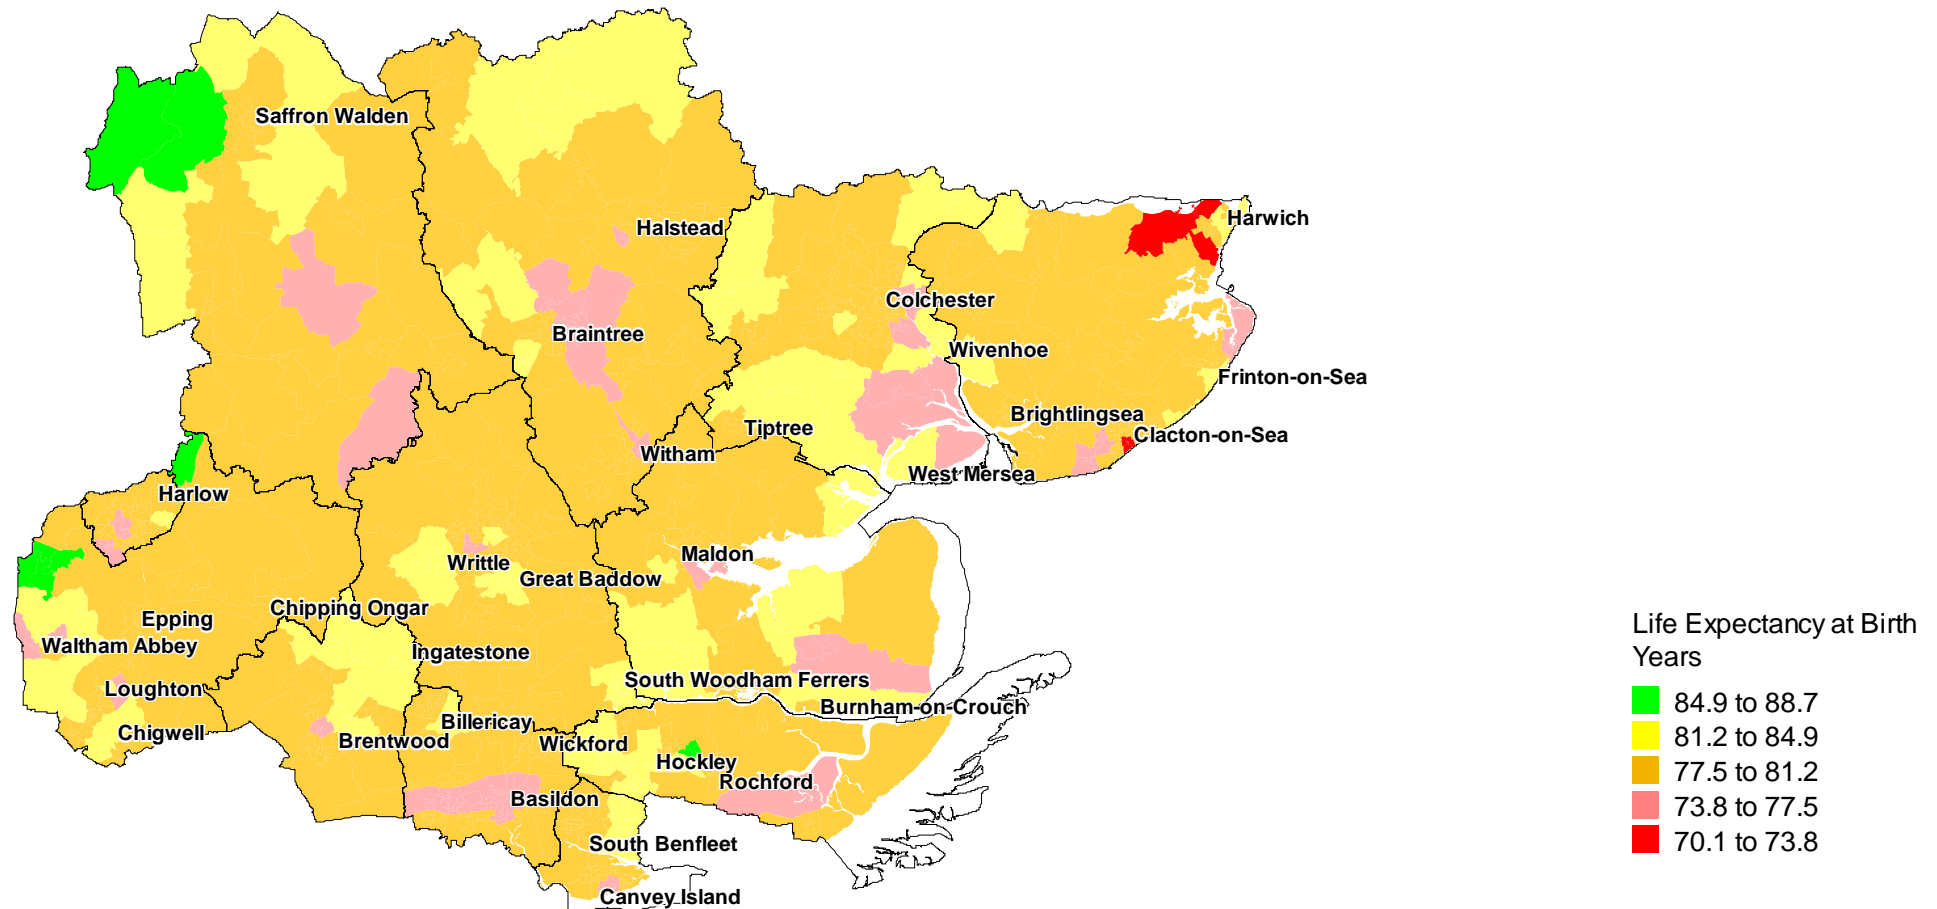 Saffron Walden
Harwich
Halstead
Colchester
Braintree
Wivenhoe
Frinton-on-Sea
Brightlingsea
Tiptree
Clacton-on-Sea
Witham
West Mersea
Harlow
Maldon
Writtle
Great Baddow
Chipping Ongar
Epping
Waltham Abbey
Ingatestone
South Woodham Ferrers
Loughton
Burnham-on-Crouch
Billericay
Chigwell
Brentwood
Wickford
Hockley
Rochford
Basildon
South Benfleet
Canvey Island
Life Expectancy at Birth
Years
84.9 to 88.7
81.2 to 84.9
77.5 to 81.2
73.8 to 77.5
70.1 to 73.8